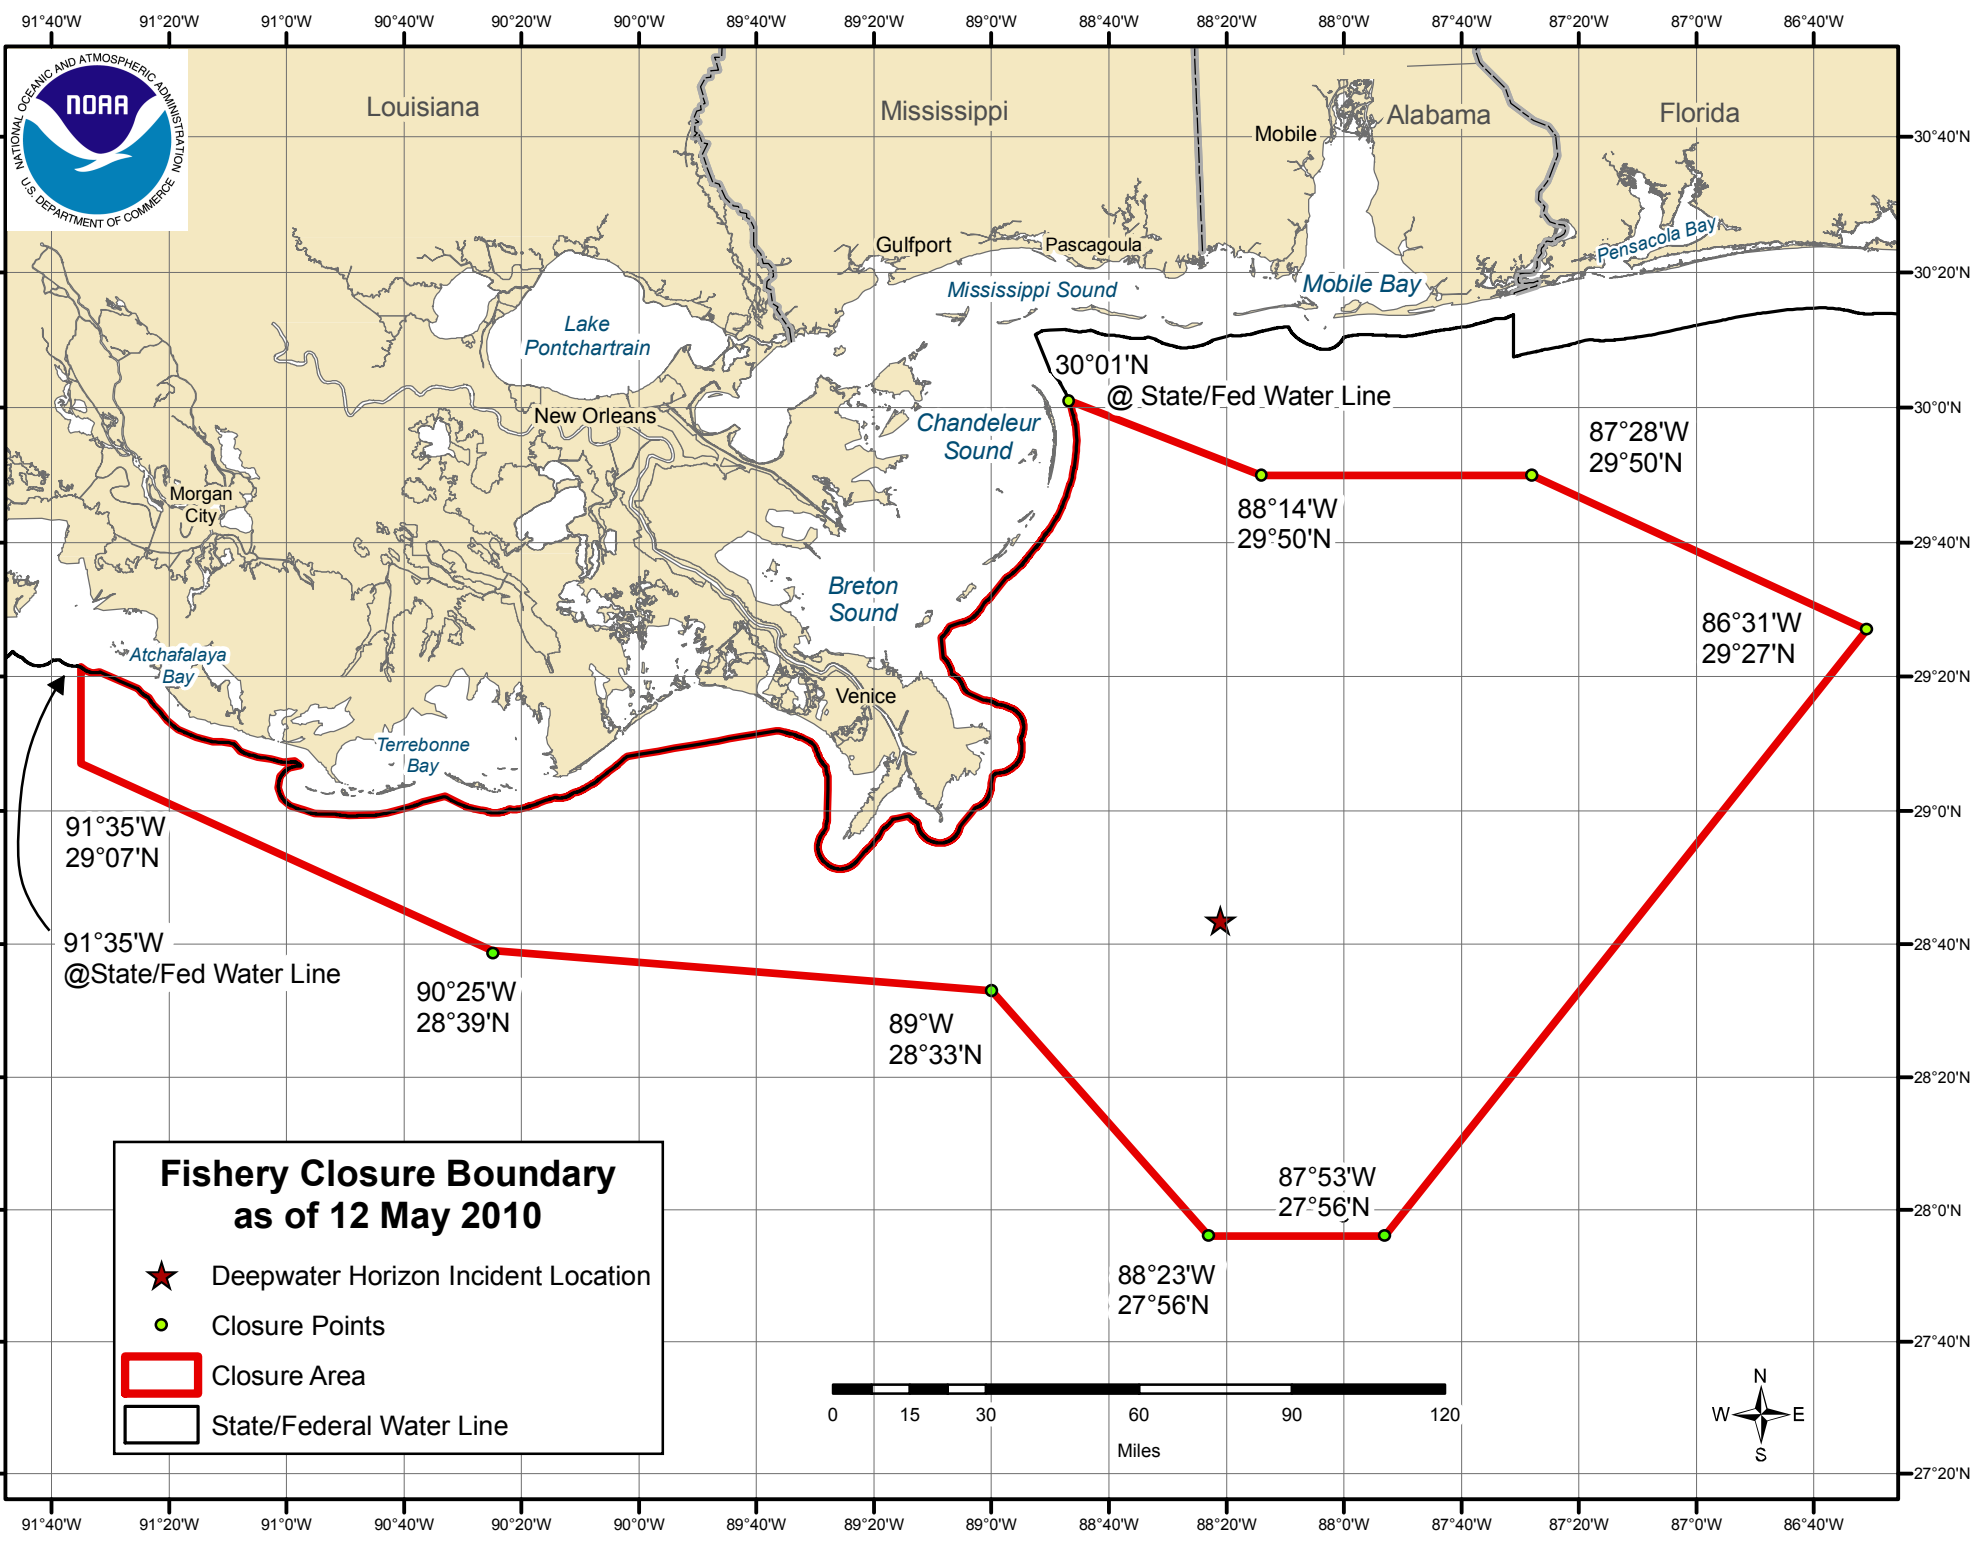 91°40'W 91°20'W 91°0'W 90°40'W 90°20'W 90°0'W 89°40'W 89°20'W 89°0'W 88°40'W 88°20'W 88°0'W 87°40'W 87°20'W 87°0'W 86°40'W
NATIONAL OCEANIC AND ATMOSPHERIC ADMINISTRATION
NOAA
U.S. DEPARTMENT OF COMMERCE
Louisiana
Mississippi
Alabama
Florida
Mobile
30°40'N
Gulfport
Pascagoula
Pensacola Bay
30°20'N
Mississippi Sound
Mobile Bay
Lake
Pontchartrain
30°01'N
@ State/Fed Water Line
30°0'N
New Orleans
Chandeleur
Sound
87°28'W
29°50'N
Morgan
City
88°14'W
29°50'N
29°40'N
Breton
Sound
86°31'W
29°27'N
Atchafalaya
Bay
29°20'N
Venice
Terrebonne
Bay
29°0'N
91°35'W
29°07'N
91°35'W
@State/Fed Water Line
28°40'N
90°25'W
28°39'N
89°W
28°33'N
28°20'N
87°53'W
27°56'N
28°0'N
88°23'W
27°56'N
27°40'N
Fishery Closure Boundary
as of 12 May 2010
Deepwater Horizon Incident Location
Closure Points
Closure Area
State/Federal Water Line
0 15 30 60 90 120
Miles
N
W E
S
27°20'N
91°40'W 91°20'W 91°0'W 90°40'W 90°20'W 90°0'W 89°40'W 89°20'W 89°0'W 88°40'W 88°20'W 88°0'W 87°40'W 87°20'W 87°0'W 86°40'W